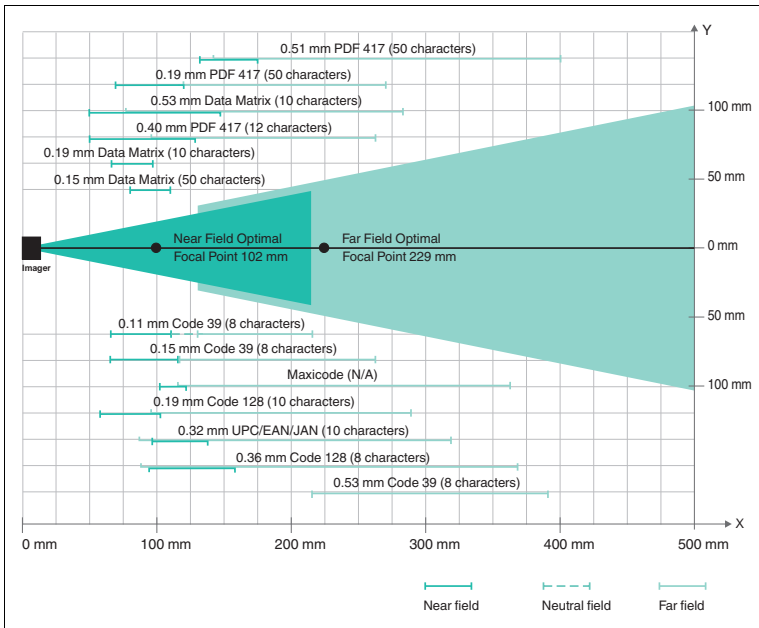 Y
0.51 mm PDF 417 (50 characters)
0.19 mm PDF 417 (50 characters)
0.53 mm Data Matrix (10 characters)
100 mm
0.40 mm PDF 417 (12 characters)
0.19 mm Data Matrix (10 characters)
0.15 mm Data Matrix (50 characters)
50 mm
Near Field Optimal
Focal Point 102 mm
Far Field Optimal
Focal Point 229 mm
0 mm
Imager
0.11 mm Code 39 (8 characters)
50 mm
0.15 mm Code 39 (8 characters)
Maxicode (N/A)
100 mm
0.19 Code 128 (10 characters)
0.32 mm UPC/EAN/JAN (10 characters)
0.36 mm Code 128 (8 characters)
0.53 mm Code 39 (8 characters)
X
0 mm
100 mm
200 mm
300 mm
400 mm
500 mm
Near field
Neutral field
Far field